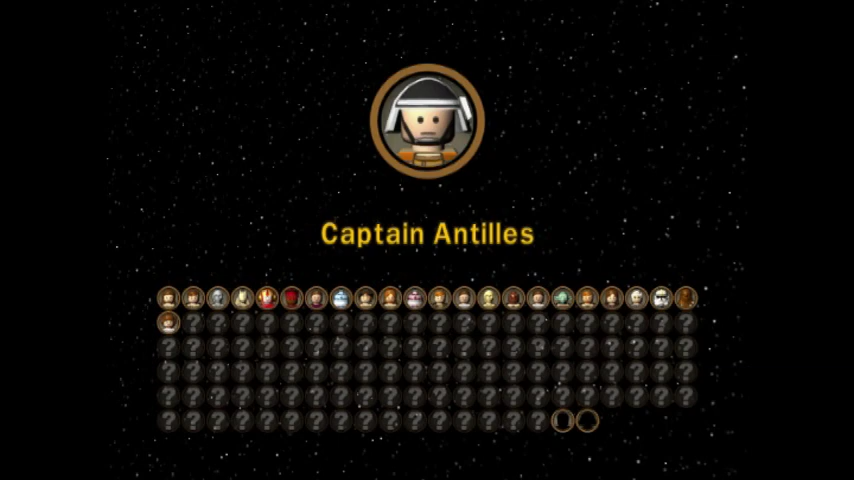 Captain Antilles
? ? ? ? ? ? ? ? ? ? ? ? ? ? ? ? ? ? ? ? ?
? ? ? ? ? ? ? ? ? ? ? ? ? ? ? ? ? ? ? ? ? ?
? ? ? ? ? ? ? ? ? ? ? ? ? ? ? ? ? ? ? ? ? ?
? ? ? ? ? ? ? ? ? ? ? ? ? ? ? ? ? ? ? ? ? ?
? ? ? ? ? ? ? ? ? ? ? ? ? ? ? ?